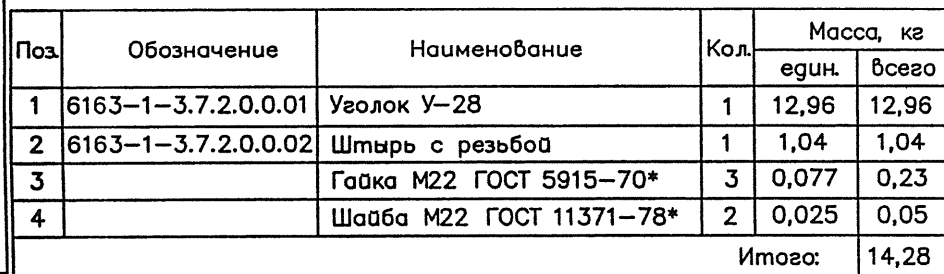 Поз. Обозначение Наименование Кол. Масса, кг
един. всего
1 6163-1-3.7.2.0.0.01 Уголок У-28 1 12,96 12,96
2 6163-1-3.7.2.0.0.02 Штырь с резьбой 1 1,04 1,04
3 Гайка М22 ГОСТ 5915-70* 3 0,077 0,23
4 Шайба М22 ГОСТ 11371-78* 2 0,025 0,05
Итого: 14,28